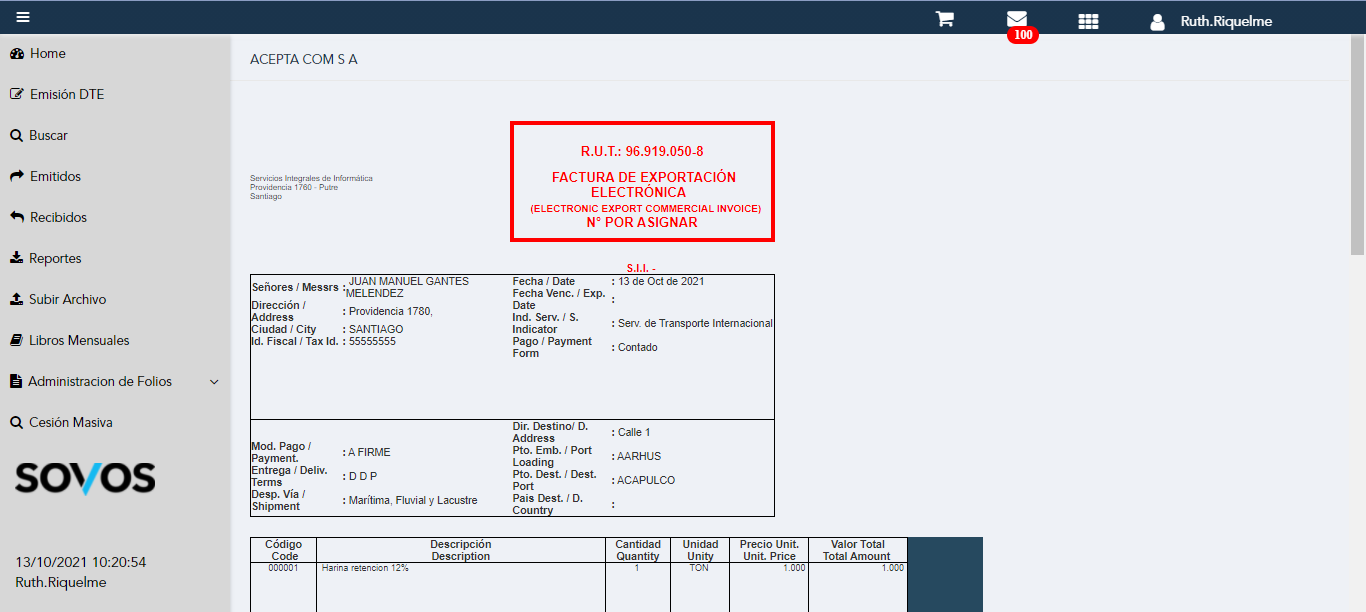 Ruth.Riquelme
100
Home
Emisión DTE
Buscar
Emitidos
Recibidos
Reportes
Subir Archivo
Libros Mensuales
Administracion de Folios
Cesión Masiva
SOVOS
13/10/2021 10:20:54
Ruth.Riquelme
ACEPTA COM S A
Servicios Integrales de Informática
Providencia 1760 - Putre
Santiago
R.U.T.: 96.919.050-8
FACTURA DE EXPORTACIÓN
ELECTRÓNICA
(ELECTRONIC EXPORT COMMERCIAL INVOICE)
N° POR ASIGNAR
S.I.I. -
Señores / Messrs : JUAN MANUEL GANTES
MELENDEZ
Dirección /
Address : Providencia 1780,
Ciudad / City : SANTIAGO
Id. Fiscal / Tax Id. : 55555555
Fecha / Date : 13 de Oct de 2021
Fecha Venc. / Exp.
Date :
Ind. Serv. / S.
Indicator : Serv. de Transporte Internacional
Pago / Payment
Form : Contado
Mod. Pago /
Payment. : A FIRME
Entrega / Deliv.
Terms : D D P
Desp. Vía /
Shipment : Marítima, Fluvial y Lacustre
Dir. Destino/ D.
Address : Calle 1
Pto. Emb. / Port
Loading : AARHUS
Pto. Dest. / Dest.
Port : ACAPULCO
Pais Dest. / D.
Country :
Código Descripción Cantidad Unidad Precio Unit. Valor Total
Code Description Quantity Unity Unit. Price Total Amount
000001 Harina retencion 12% 1 TON 1.000 1.000